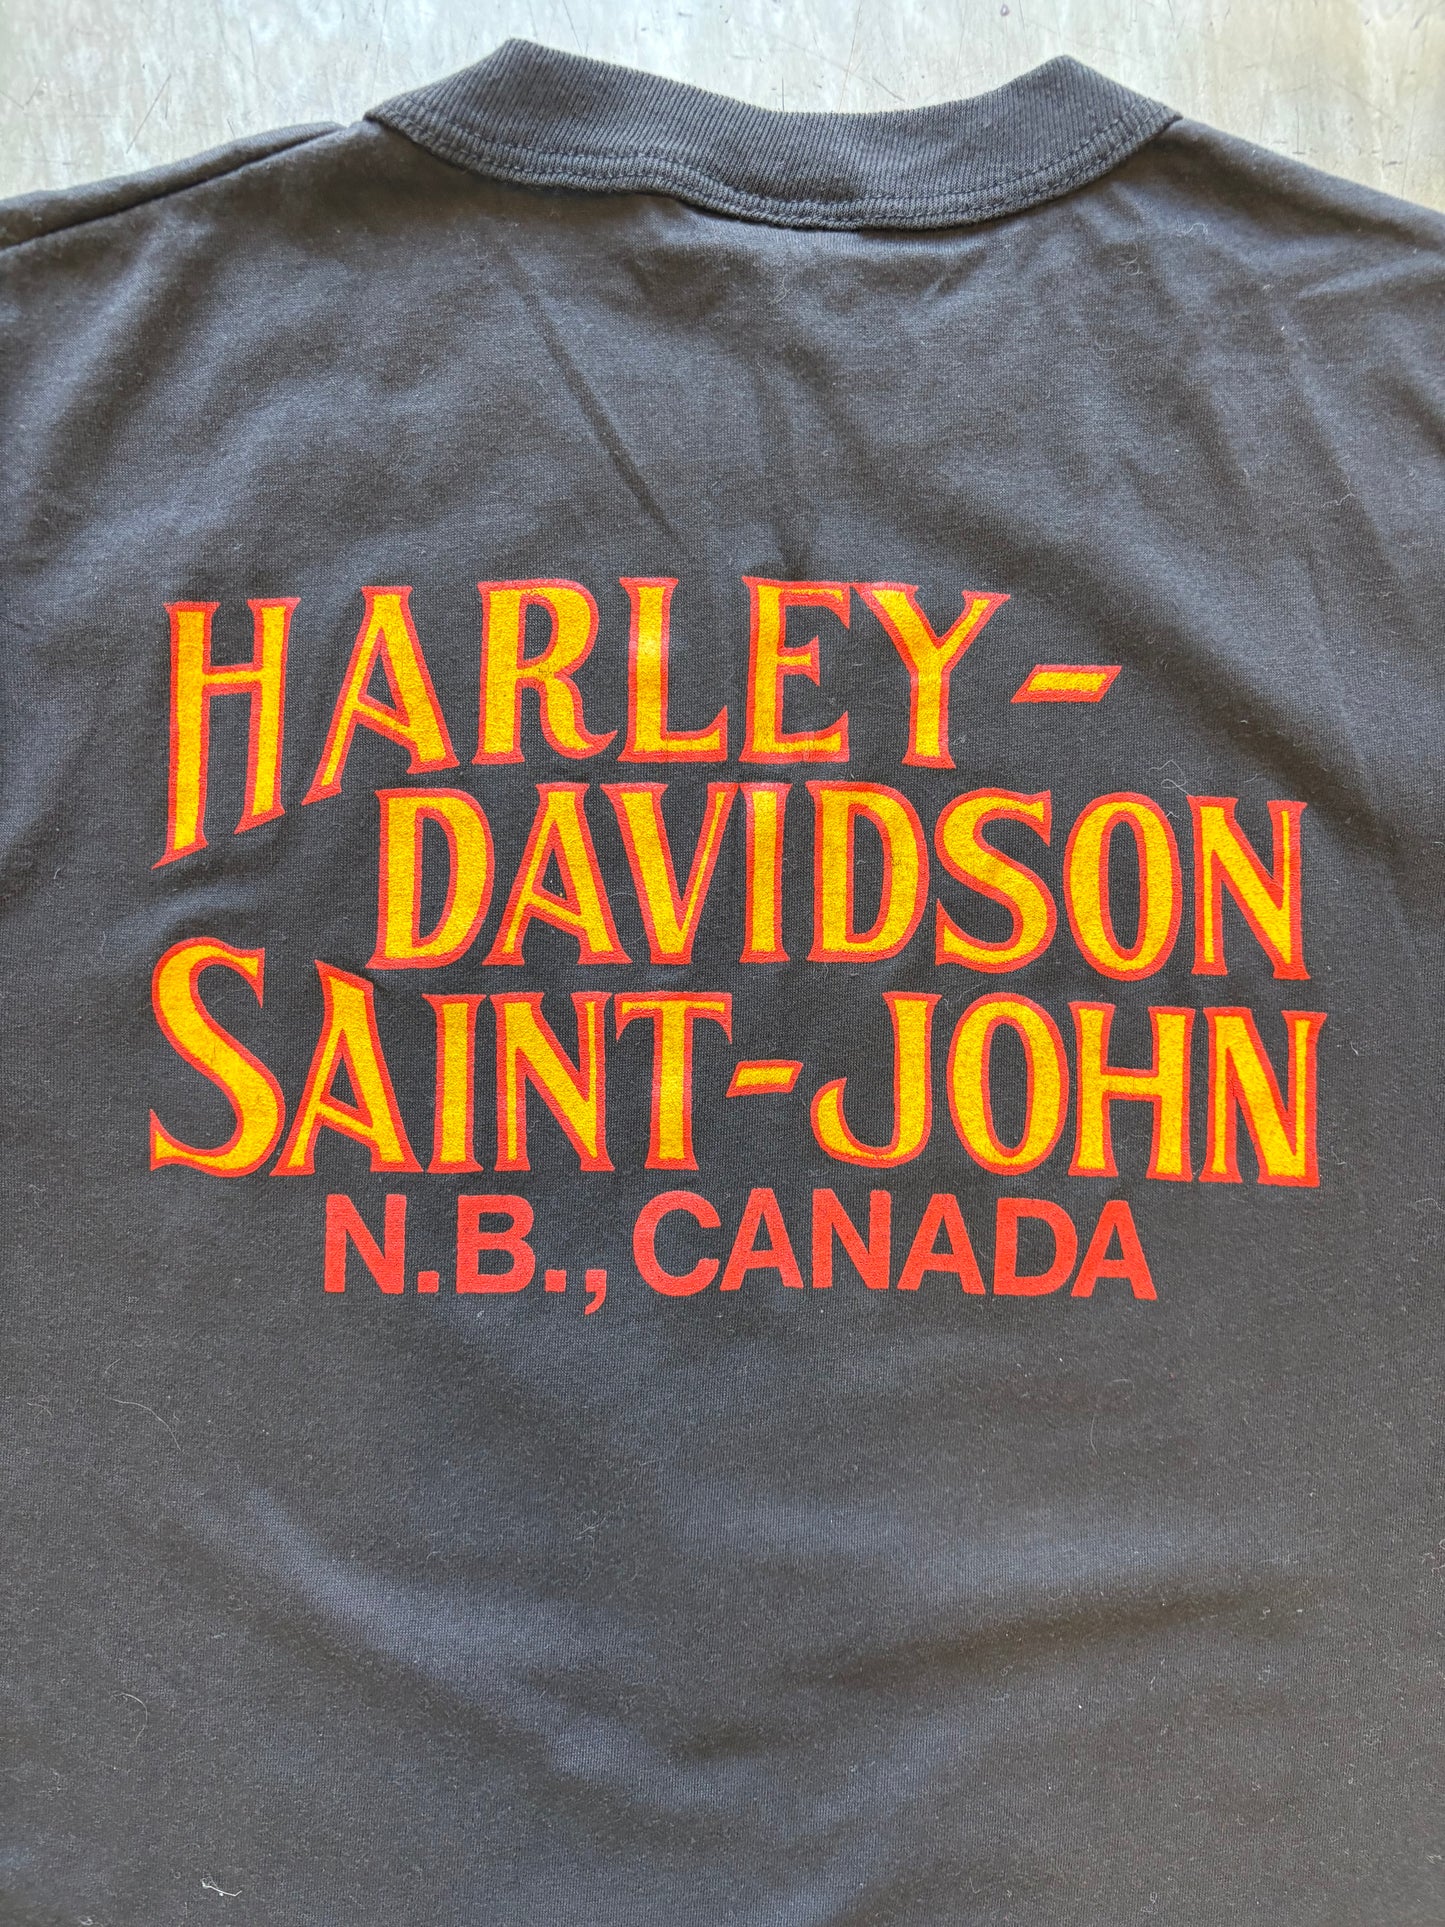 HARLEY-
DAVIDSON
SAINT-JOHN
N.B., CANADA